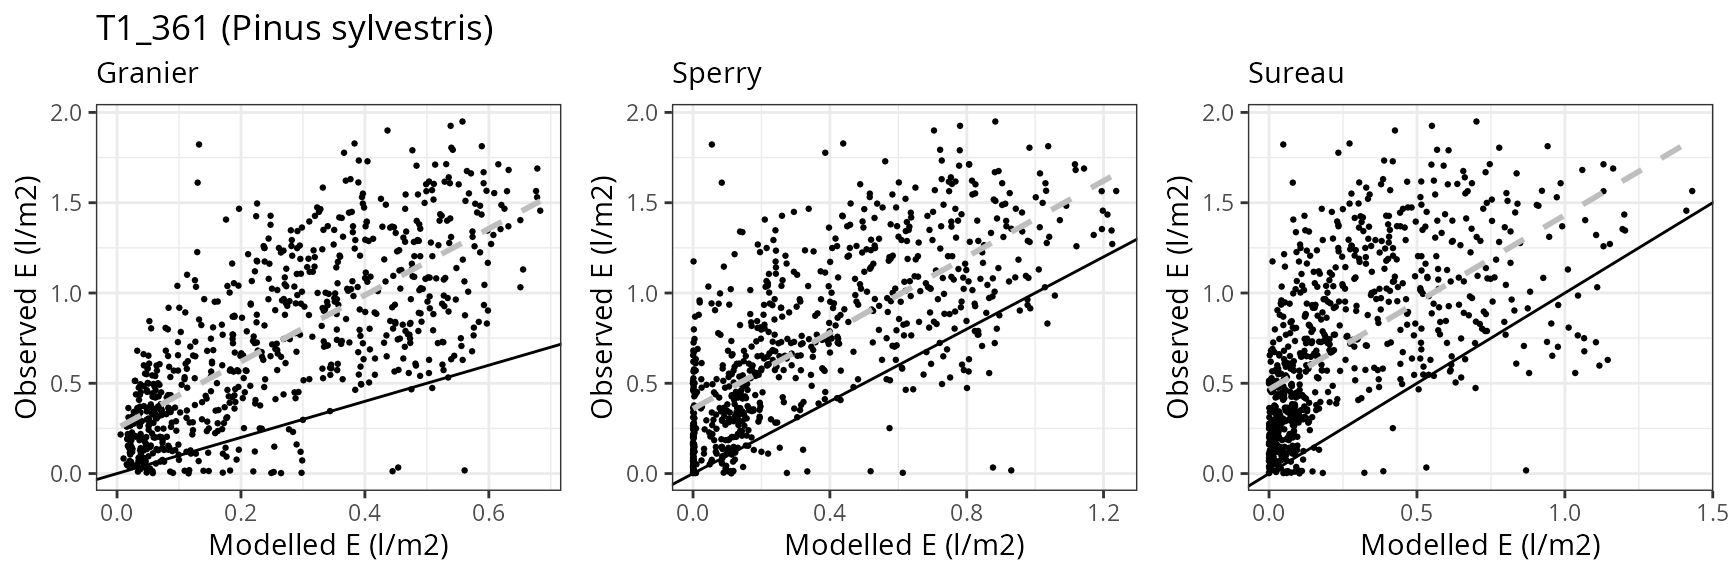 T1_361 (Pinus sylvestris)
Granier
Sperry
Sureau
Observed E (l/m2)
2.0
1.5
1.0
0.5
0.0
0.0 0.2 0.4 0.6
Modelled E (l/m2)
Observed E (l/m2)
2.0
1.5
1.0
0.5
0.0
0.0 0.4 0.8 1.2
Modelled E (l/m2)
Observed E (l/m2)
2.0
1.5
1.0
0.5
0.0
0.0 0.5 1.0 1.5
Modelled E (l/m2)